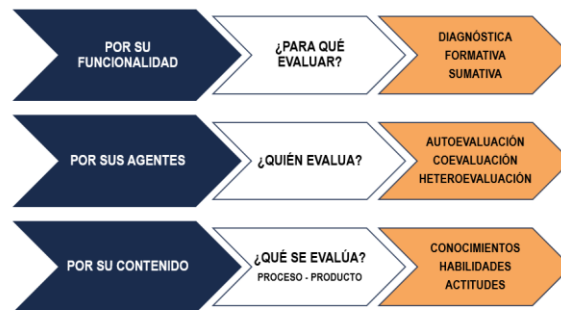 POR SU
FUNCIONALIDAD
¿PARA QUÉ
EVALUAR?
DIAGNÓSTICA
FORMATIVA
SUMATIVA
POR SUS AGENTES
¿QUIÉN EVALUA?
AUTOEVALUACIÓN
COEVALUACIÓN
HETEROEVALUACIÓN
POR SU CONTENIDO
¿QUÉ SE EVALÚA?
PROCESO - PRODUCTO
CONOCIMIENTOS
HABILIDADES
ACTITUDES